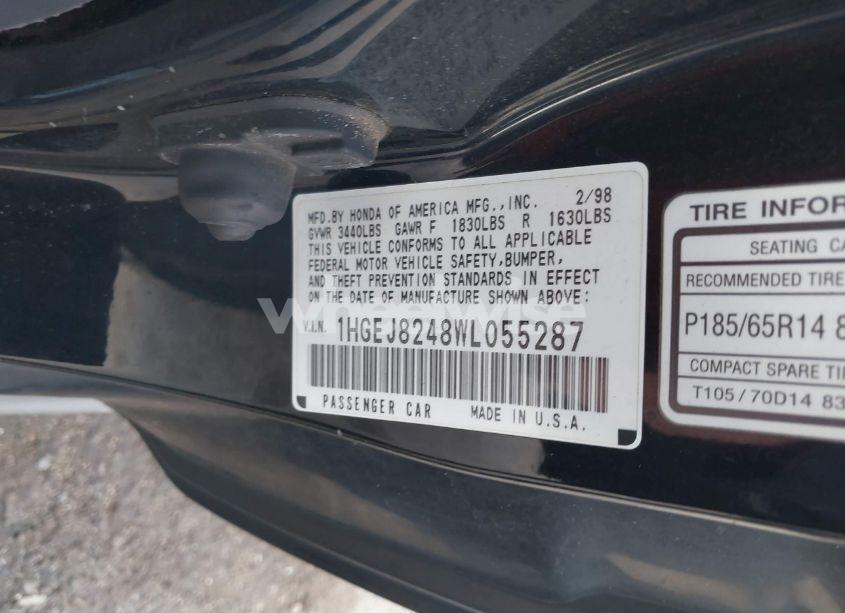 MFD.BY HONDA OF AMERICA MFG.,INC. 2/98
GVWR 3440LBS GAWR F 1830LBS R 1630LBS
THIS VEHICLE CONFORMS TO ALL APPLICABLE
FEDERAL MOTOR VEHICLE SAFETY,BUMPER,
AND THEFT PREVENTION STANDARDS IN EFFECT
ON THE DATE OF MANUFACTURE SHOWN ABOVE:
V.I.N. 1HGEJ8248WL055287
PASSENGER CAR MADE IN U.S.A.
TIRE INFOR
SEATING CA
RECOMMENDED TIRE
P185/65R14 8
COMPACT SPARE TI
T105/70D14 83